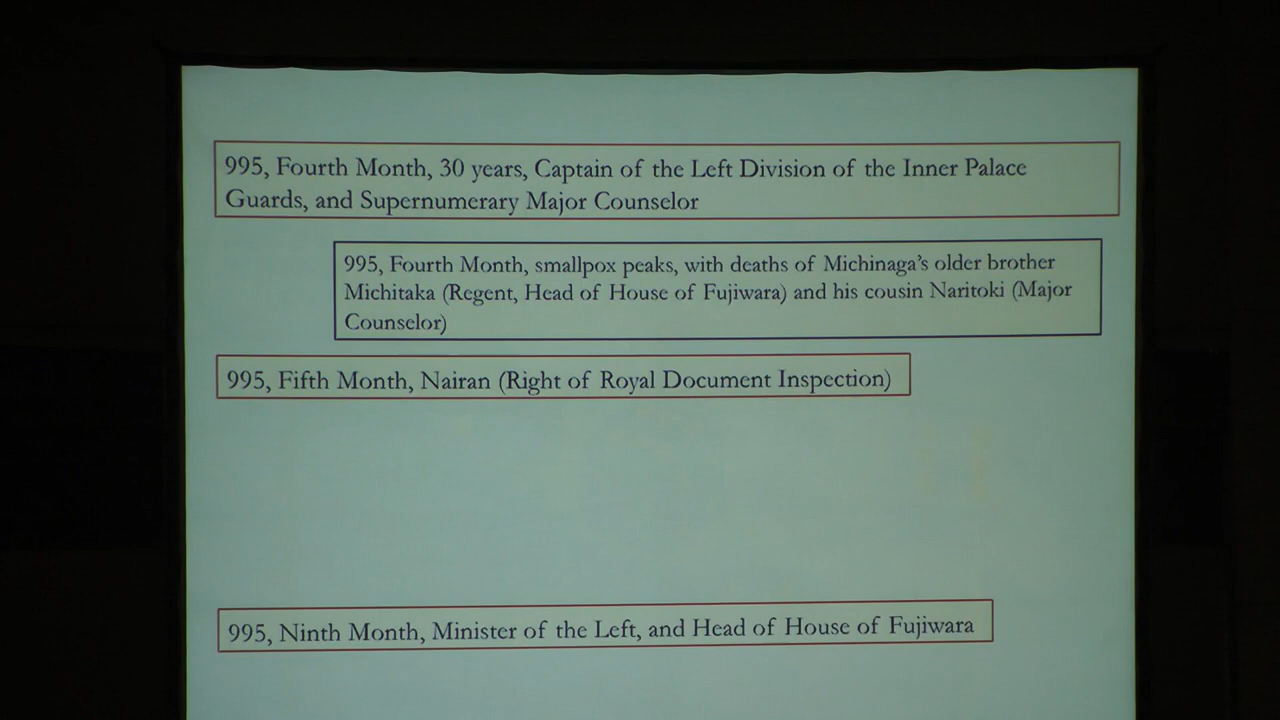 995, Fourth Month, 30 years, Captain of the Left Division of the Inner Palace
Guards, and Supernumerary Major Counselor
995, Fourth Month, smallpox peaks, with deaths of Michinaga’s older brother
Michitaka (Regent, Head of House of Fujiwara) and his cousin Naritoki (Major
Counselor)
995, Fifth Month, Nairan (Right of Royal Document Inspection)
995, Ninth Month, Minister of the Left, and Head of House of Fujiwara